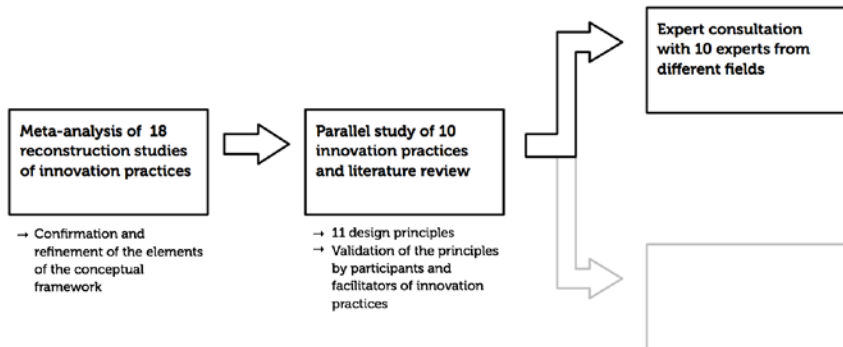 Expert consultation
with 10 experts from
different fields
Meta-analysis of 18
reconstruction studies
of innovation practices
Parallel study of 10
innovation practices
and literature review
→ Confirmation and
refinement of the elements
of the conceptual
framework
→ 11 design principles
→ Validation of the principles
by participants and
facilitators of innovation
practices